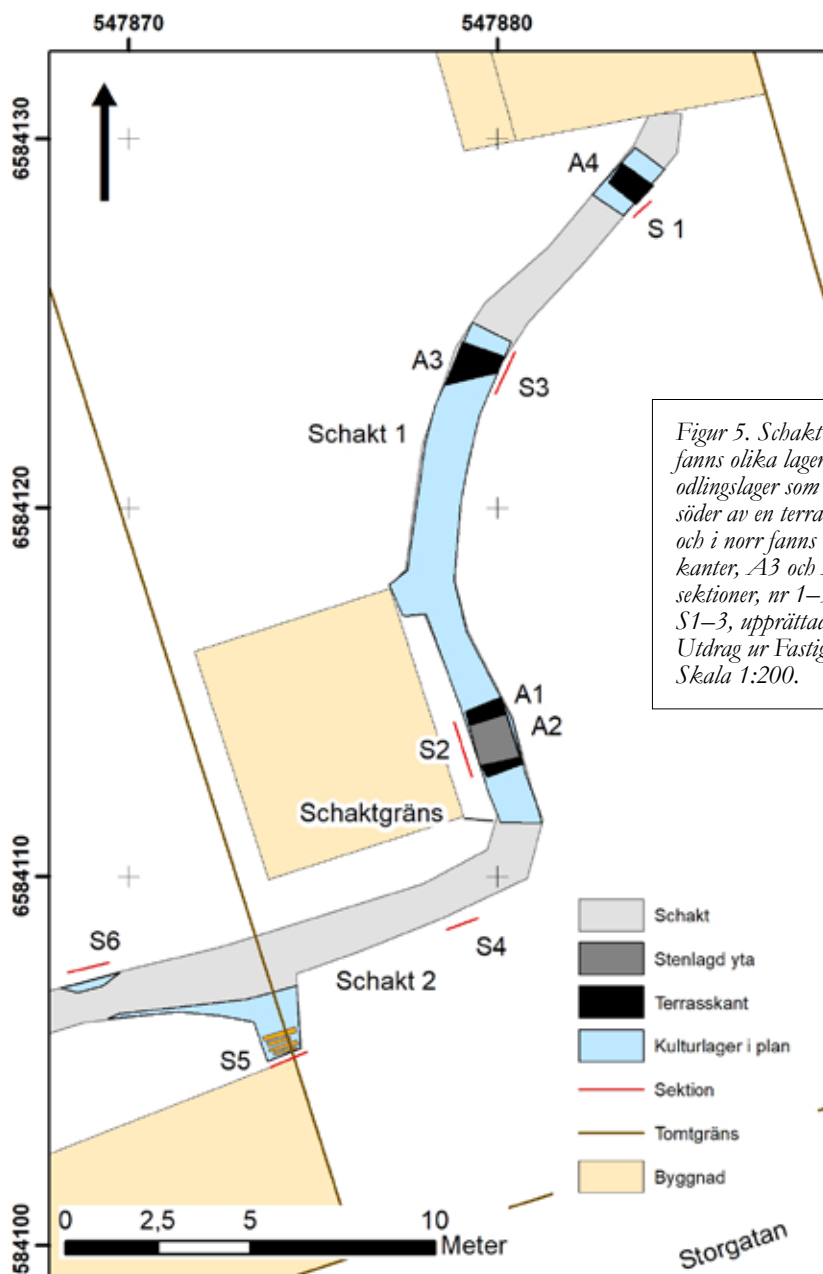 547870
547880
6584130
A4
S 1
A3
S3
Schakt 1
6584120
Figur 5. Schakt
fanns olika lager
odlingslager som
söder av en terra
och i norr fanns
kanter, A3 och
sektioner, nr 1–
S1–3, upprättad
Utdrag ur Fastig
Skala 1:200.
A1
A2
S2
Schaktgräns
6584110
S6
S4
Schakt 2
S5
Schakt
Stenlagd yta
Terrasskant
Kulturlager i plan
Sektion
Tomtgräns
Byggnad
584100
0
2,5
5
10
Meter
Storgatan